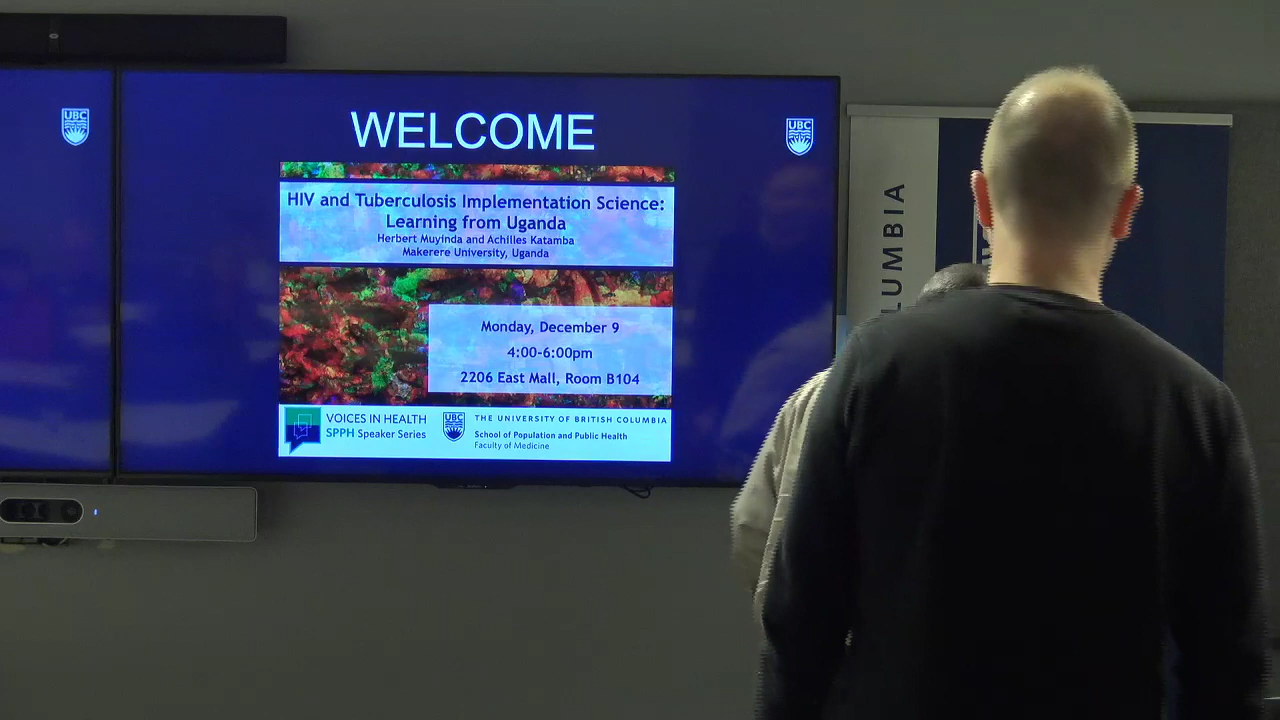 UBC
WELCOME
UBC
HIV and Tuberculosis Implementation Science:
Learning from Uganda
Herbert Muyinda and Achilles Katamba
Makerere University, Uganda
Monday, December 9
4:00-6:00pm
2206 East Mall, Room B104
VOICES IN HEALTH
SPPH Speaker Series
UBC
THE UNIVERSITY OF BRITISH COLUMBIA
School of Population and Public Health
Faculty of Medicine
LUMBIA